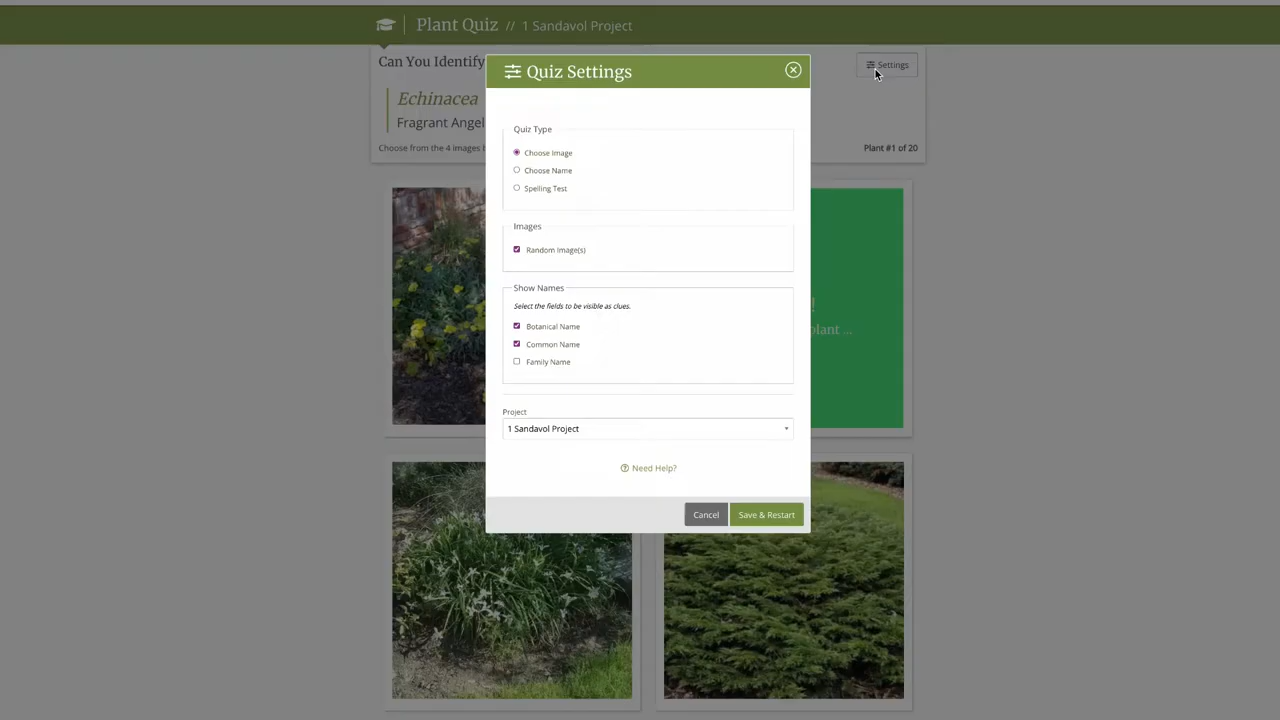 Plant Quiz // 1 Sandavol Project
Can You Identify
Settings
Echinacea
Fragrant Angel
Choose from the 4 images
Plant #1 of 20
Quiz Settings
Quiz Type
Choose Image
Choose Name
Spelling Test
Images
Random Image(s)
Show Names
Select the fields to be visible as clues.
Botanical Name
Common Name
Family Name
! 
plant ...
Project
1 Sandavol Project
Need Help?
Cancel
Save & Restart